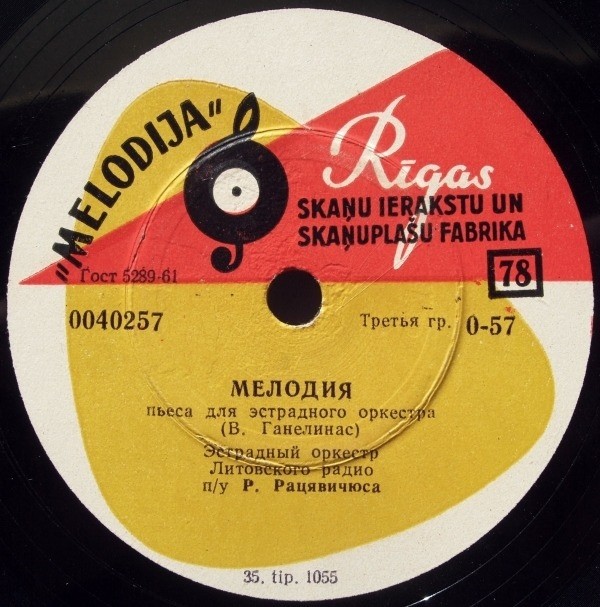 "MELODIJA"
Rīgas
SKAŅU IERAKSTU UN
SKAŅUPLAŠU FABRIKA
Гост 5289-61
78
0040257
Третья гр. 0-57
МЕЛОДИЯ
пьеса для эстрадного оркестра
(В. Ганелинас)
Эстрадный оркестр
Литовского радио
п/у Р. Рацявичюса
35. tip. 1055